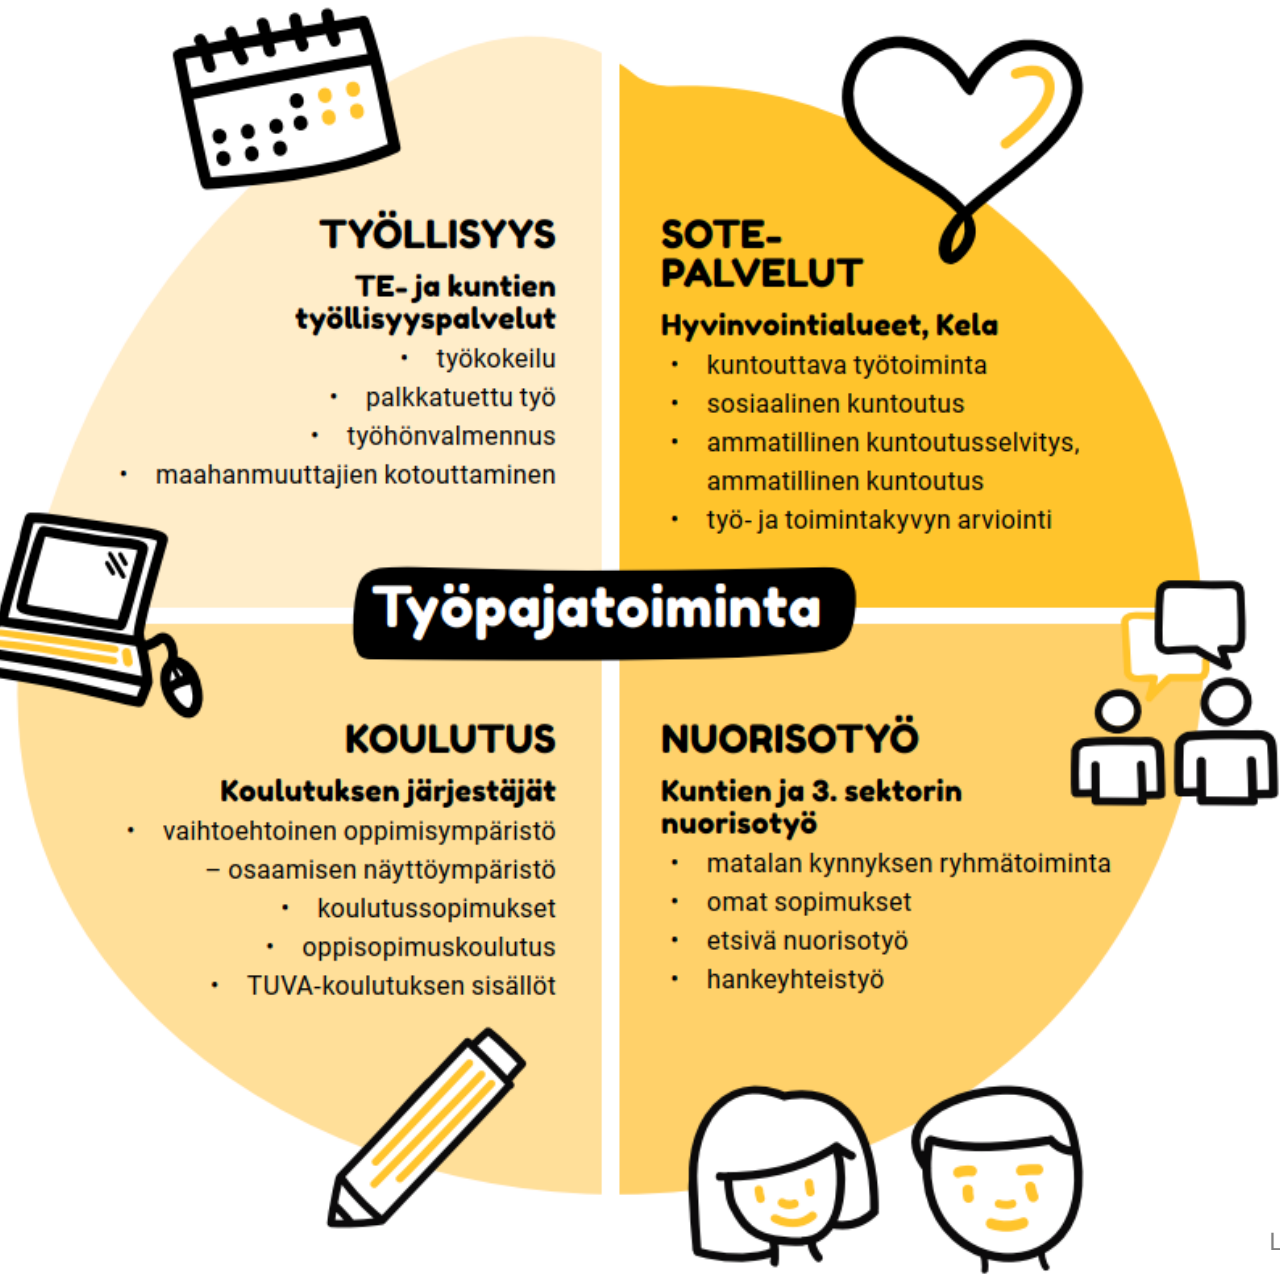 TYÖLLISYYS
TE- ja kuntien
työllisyyspalvelut
• työkokeilu
• palkkatuettu työ
• työhönvalmennus
• maahanmuuttajien kotouttaminen
SOTE-
PALVELUT
Hyvinvointialueet, Kela
• kuntouttava työtoiminta
• sosiaalinen kuntoutus
• ammatillinen kuntoutusselvitys,
ammatillinen kuntoutus
• työ- ja toimintakyvyn arviointi
Työpajatoiminta
KOULUTUS
Koulutuksen järjestäjät
• vaihtoehtoinen oppimisympäristö
– osaamisen näyttöympäristö
• koulutussopimukset
• oppisopimuskoulutus
• TUVA-koulutuksen sisällöt
NUORISOTYÖ
Kuntien ja 3. sektorin
nuorisotyö
• matalan kynnyksen ryhmätoiminta
• omat sopimukset
• etsivä nuorisotyö
• hankeyhteistyö